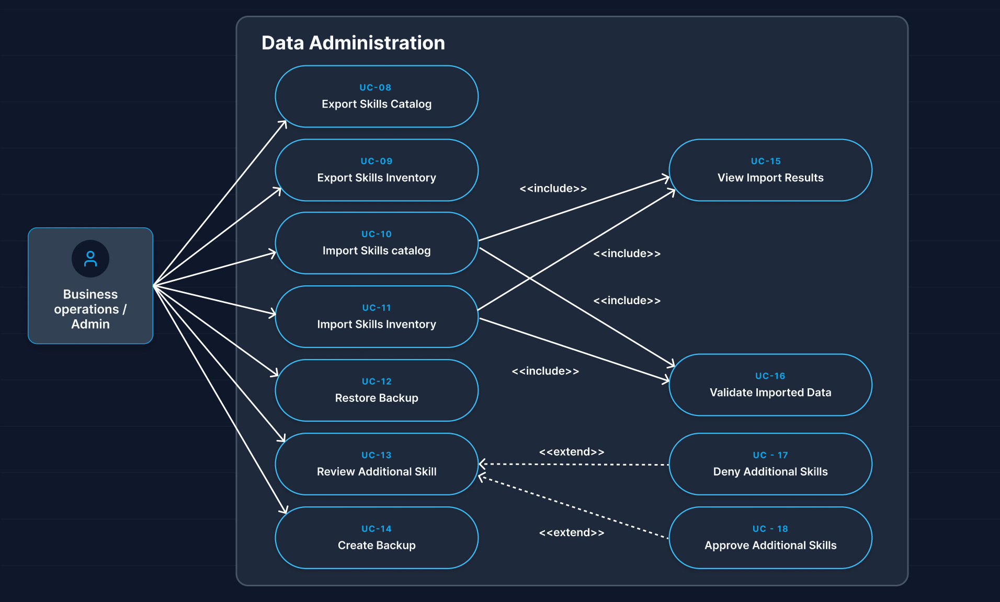 Data Administration
UC-08
Export Skills Catalog
UC-09
Export Skills Inventory
UC-10
Import Skills catalog
UC-11
Import Skills Inventory
UC-12
Restore Backup
UC-13
Review Additional Skill
UC-14
Create Backup
Business
operations /
Admin
<<include>>
<<include>>
<<include>>
<<include>>
<<extend>>
<<extend>>
UC-15
View Import Results
UC-16
Validate Imported Data
UC - 17
Deny Additional Skills
UC - 18
Approve Additional Skills